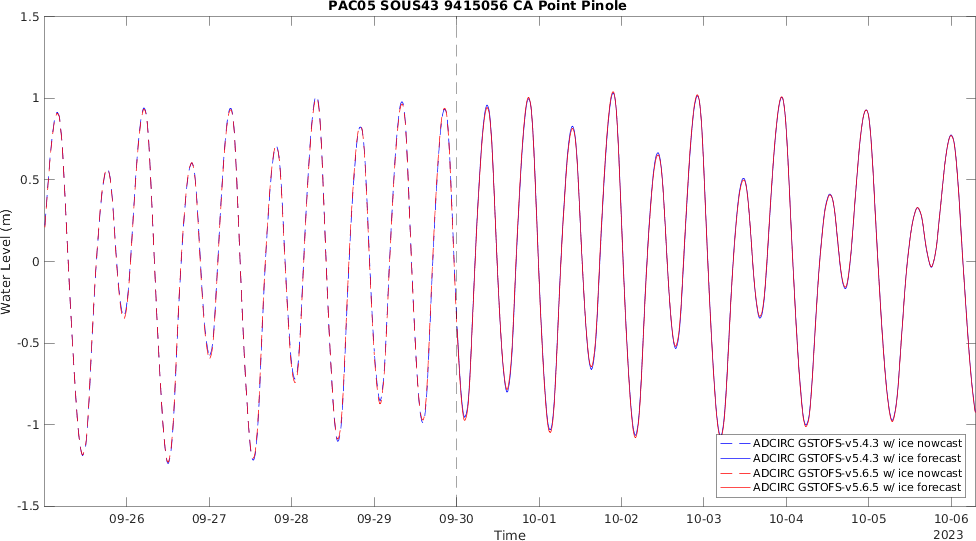 PAC05 SOUS43 9415056 CA Point Pinole
1.5
1
0.5
0
-0.5
-1
-1.5
Water Level (m)
ADCIRC GSTOFS-v5.4.3 w/ ice nowcast
ADCIRC GSTOFS-v5.4.3 w/ ice forecast
ADCIRC GSTOFS-v5.6.5 w/ ice nowcast
ADCIRC GSTOFS-v5.6.5 w/ ice forecast
09-26 09-27 09-28 09-29 09-30 10-01 10-02 10-03 10-04 10-05 10-06
2023
Time